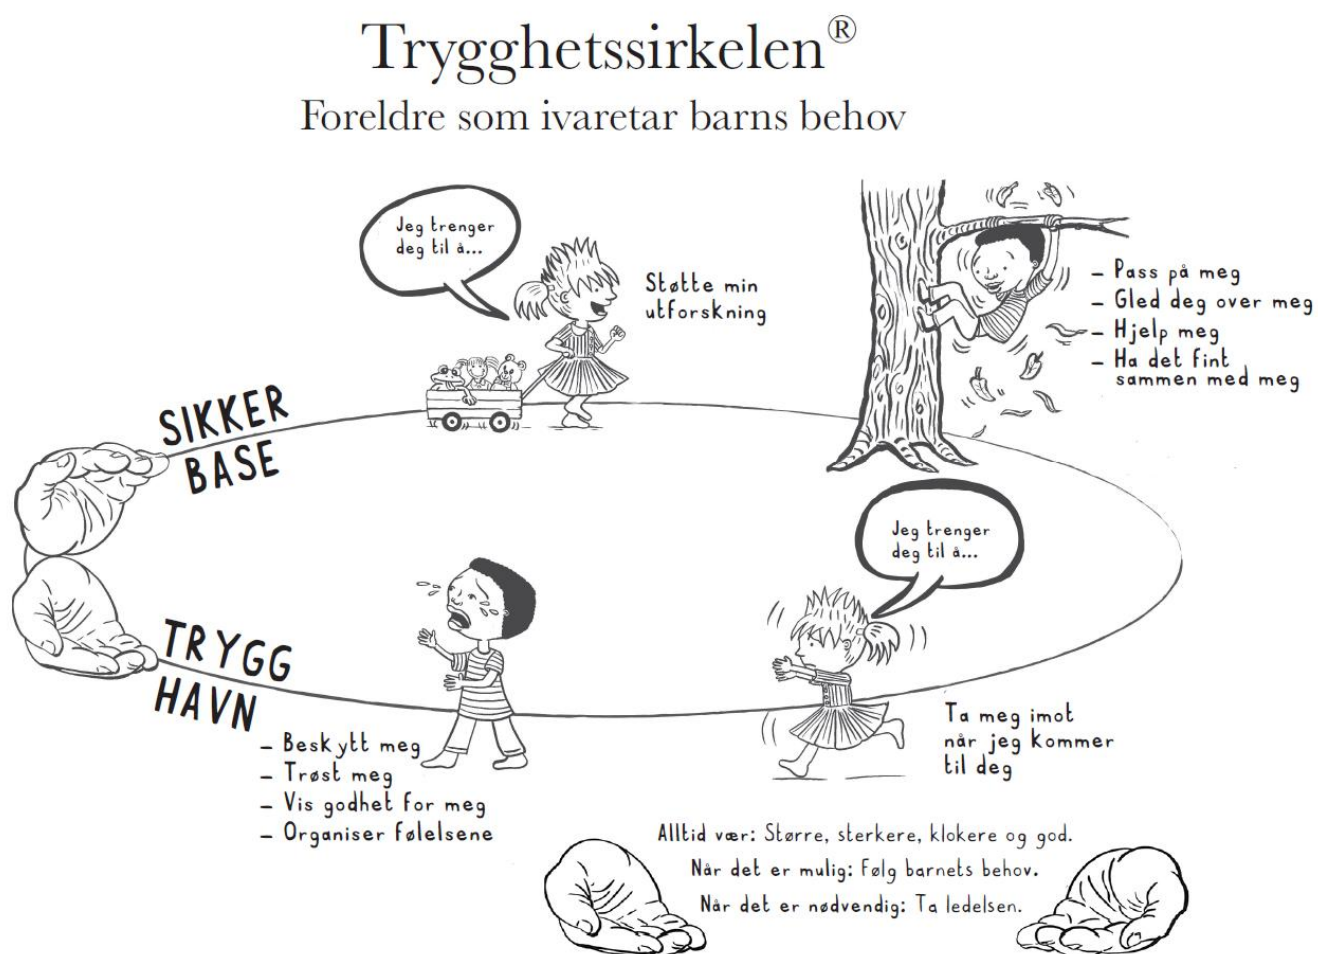 Trygghetssirkelen®
Foreldre som ivaretar barns behov
Jeg trenger
deg til å...
Støtte min
utforskning
– Pass på meg
– Gled deg over meg
– Hjelp meg
– Ha det fint
sammen med meg
SIKKER
BASE
Jeg trenger
deg til å...
TRYGG
HAVN
Ta meg imot
når jeg kommer
til deg
– Beskytt meg
– Trøst meg
– Vis godhet for meg
– Organiser følelsene
Alltid vær: Større, sterkere, klokere og god.
Når det er mulig: Følg barnets behov.
Når det er nødvendig: Ta ledelsen.